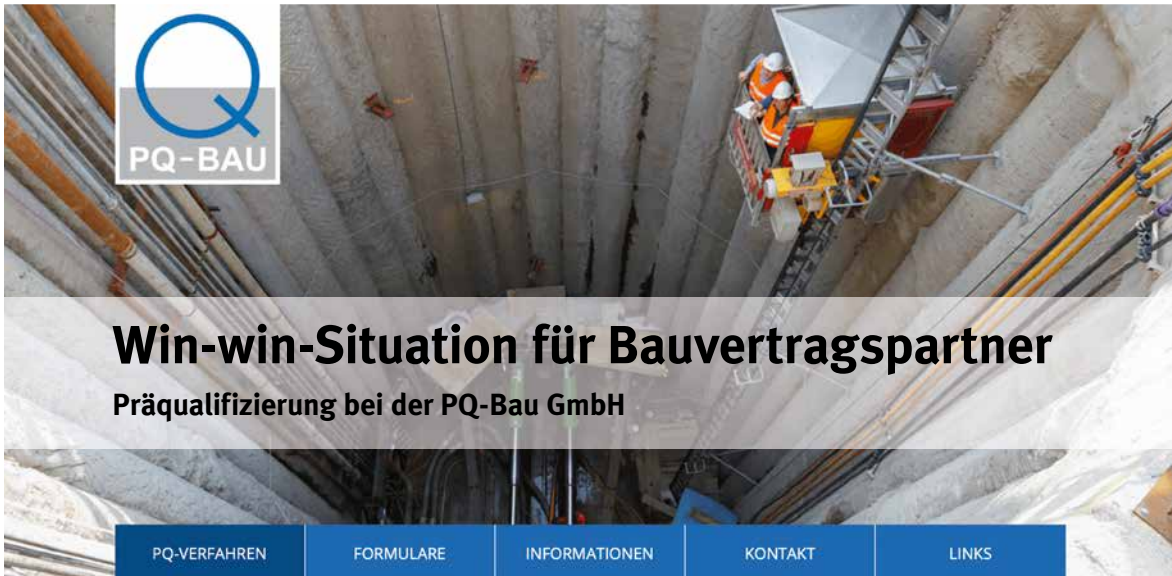 PQ-BAU
Win-win-Situation für Bauvertragspartner
Präqualifizierung bei der PQ-Bau GmbH
PQ-VERFAHREN
FORMULARE
INFORMATIONEN
KONTAKT
LINKS